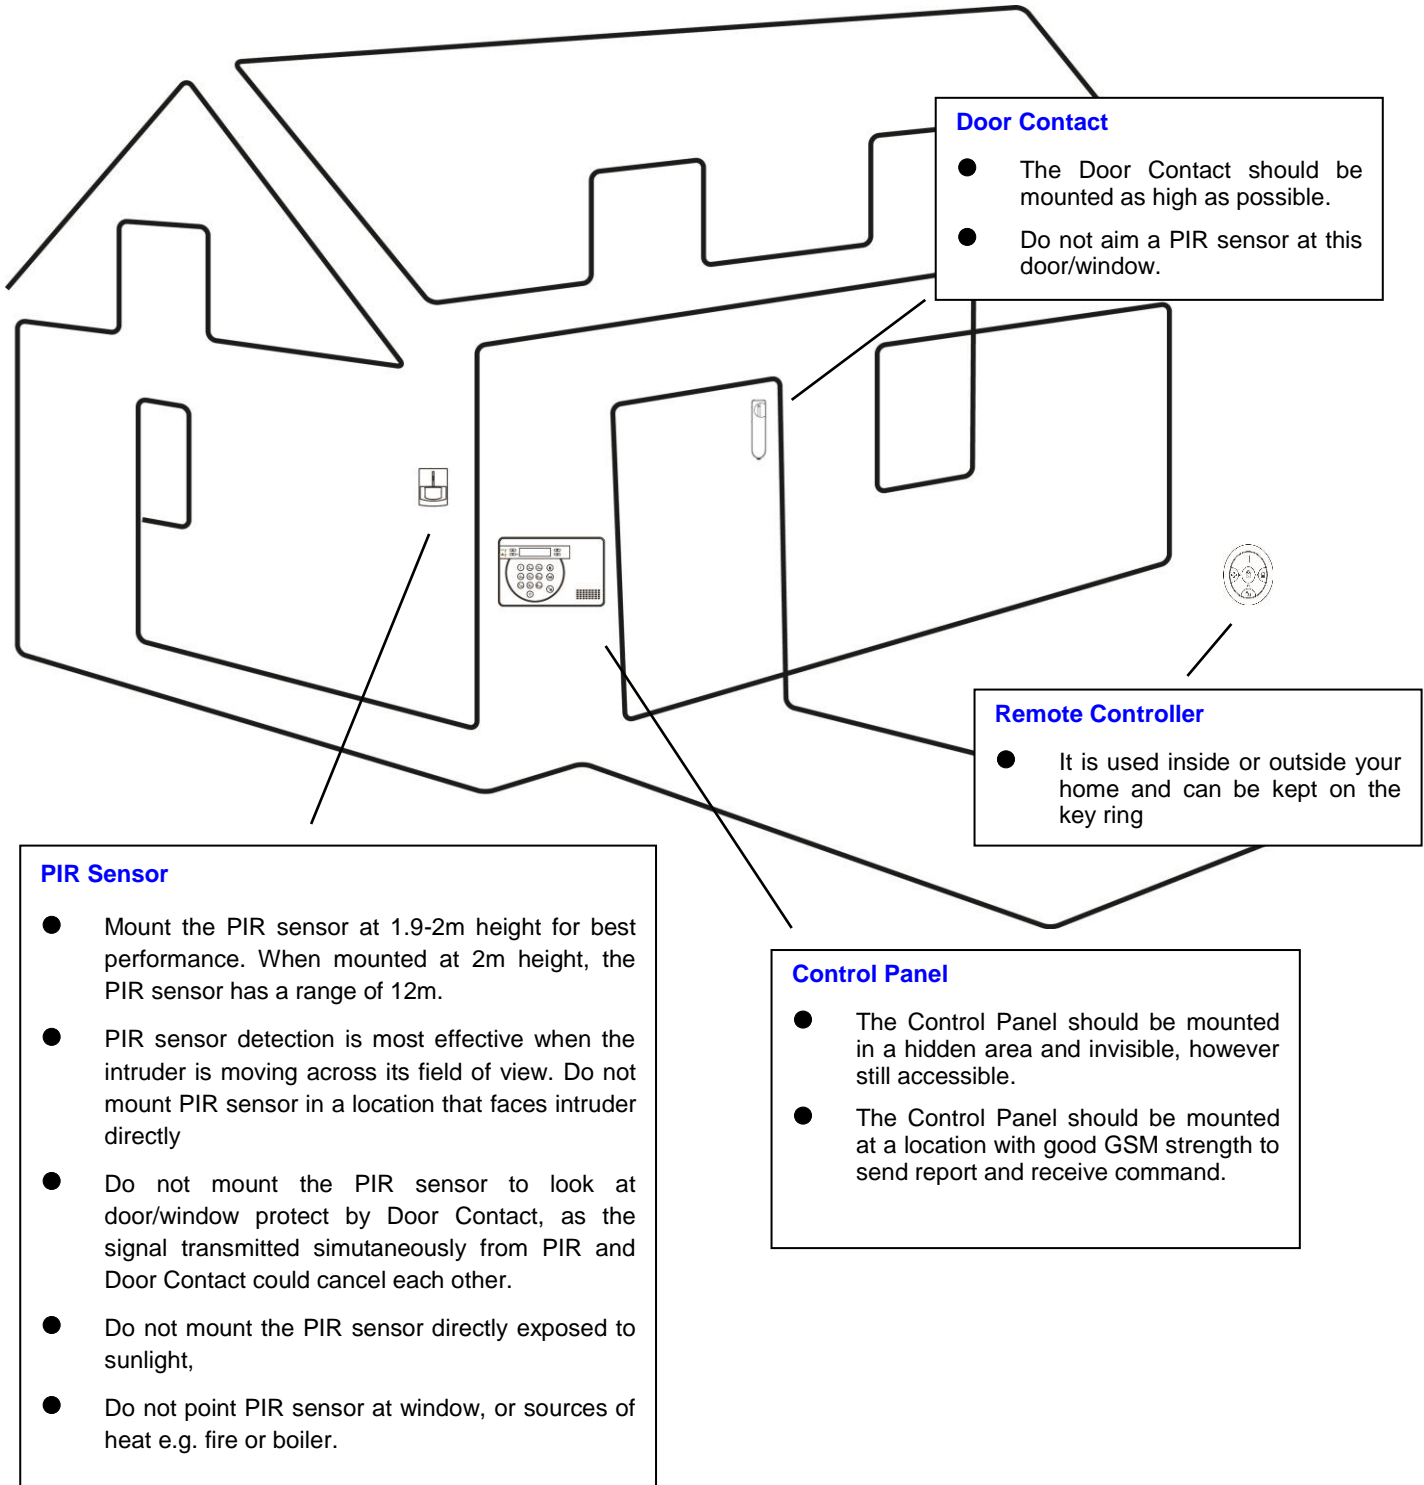 Door Contact
● The Door Contact should be
mounted as high as possible.
● Do not aim a PIR sensor at this
door/window.
Remote Controller
● It is used inside or outside your
home and can be kept on the
key ring
PIR Sensor
● Mount the PIR sensor at 1.9-2m height for best
performance. When mounted at 2m height, the
PIR sensor has a range of 12m.
● PIR sensor detection is most effective when the
intruder is moving across its field of view. Do not
mount PIR sensor in a location that faces intruder
directly
● Do not mount the PIR sensor to look at
door/window protect by Door Contact, as the
signal transmitted simutaneously from PIR and
Door Contact could cancel each other.
● Do not mount the PIR sensor directly exposed to
sunlight,
● Do not point PIR sensor at window, or sources of
heat e.g. fire or boiler.
Control Panel
● The Control Panel should be mounted
in a hidden area and invisible, however
still accessible.
● The Control Panel should be mounted
at a location with good GSM strength to
send report and receive command.